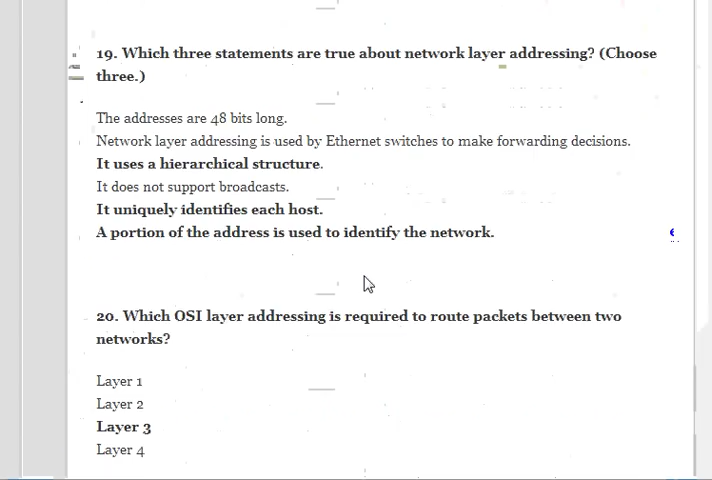 19. Which three statements are true about network layer addressing? (Choose
three.)
The addresses are 48 bits long.
Network layer addressing is used by Ethernet switches to make forwarding decisions.
It uses a hierarchical structure.
It does not support broadcasts.
It uniquely identifies each host.
A portion of the address is used to identify the network.
20. Which OSI layer addressing is required to route packets between two
networks?
Layer 1
Layer 2
Layer 3
Layer 4